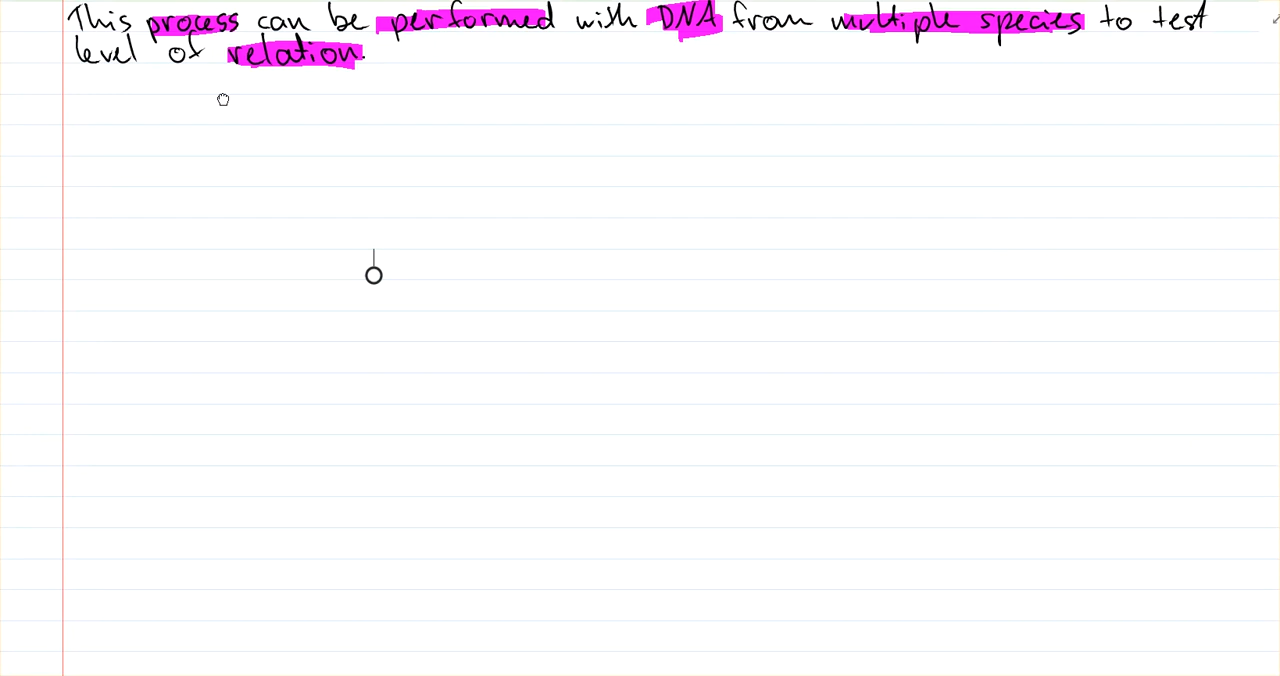 This process can be performed with DNA from multiple species to test
level of relation.